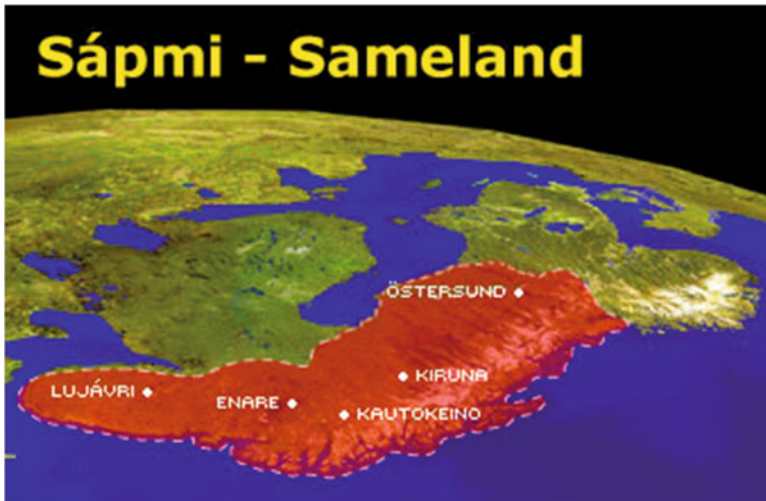 Sápmi - Sameland
ÖSTERSUND
KIRUNA
LUJÁVRI
ENARE
KAUTOKEINO